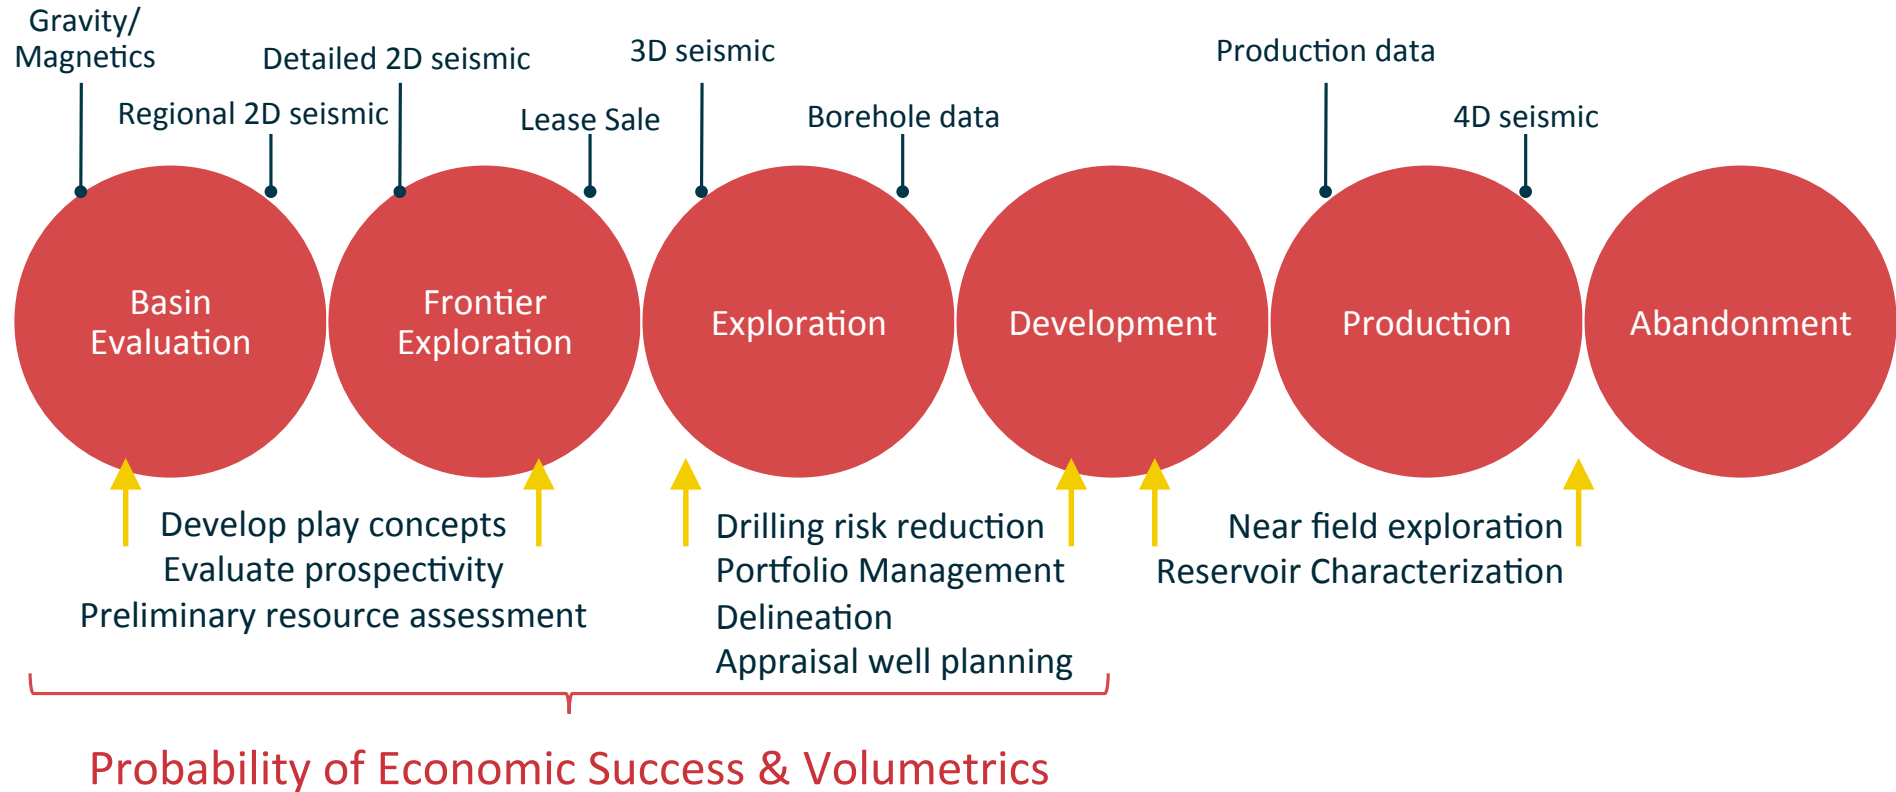 Gravity/
Magnetics
Regional 2D seismic
Detailed 2D seismic
Lease Sale
3D seismic
Borehole data
Production data
4D seismic
Basin
Evaluation
Frontier
Exploration
Exploration
Development
Production
Abandonment
Develop play concepts
Evaluate prospectivity
Preliminary resource assessment
Drilling risk reduction
Portfolio Management
Delineation
Appraisal well planning
Near field exploration
Reservoir Characterization
Probability of Economic Success & Volumetrics